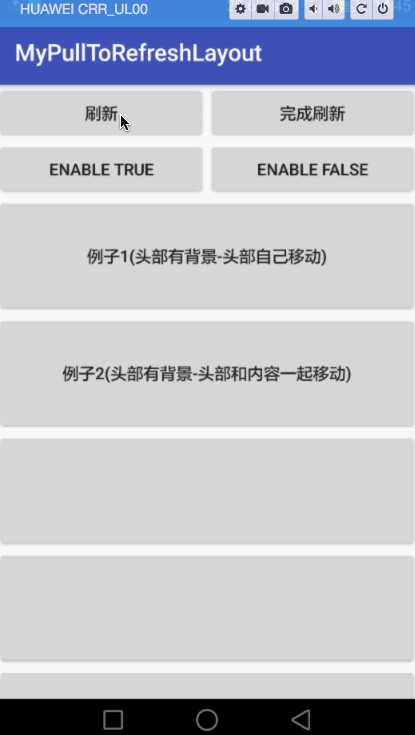 HUAWEI CRR_UL00
MyPullToRefreshLayout
刷新
完成刷新
ENABLE TRUE
ENABLE FALSE
例子1(头部有背景-头部自己移动)
例子2(头部有背景-头部和内容一起移动)